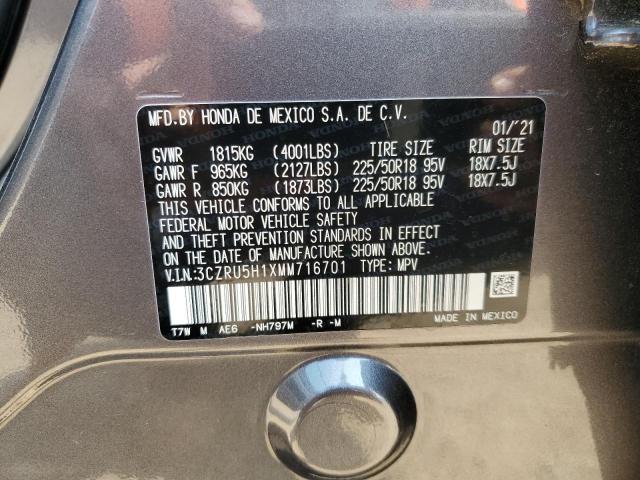 MFD.BY HONDA DE MEXICO S.A. DE C.V.
01/'21
GVWR 1815KG (4001LBS) TIRE SIZE RIM SIZE
GAWR F 965KG (2127LBS) 225/50R18 95V 18X7.5J
GAWR R 850KG (1873LBS) 225/50R18 95V 18X7.5J
THIS VEHICLE CONFORMS TO ALL APPLICABLE
FEDERAL MOTOR VEHICLE SAFETY
AND THEFT PREVENTION STANDARDS IN EFFECT
ON THE DATE OF MANUFACTURE SHOWN ABOVE.
V.I.N:3CZRU5H1XMM716701 TYPE: MPV
T7W M AE6 -NH797M -R -M
MADE IN MEXICO